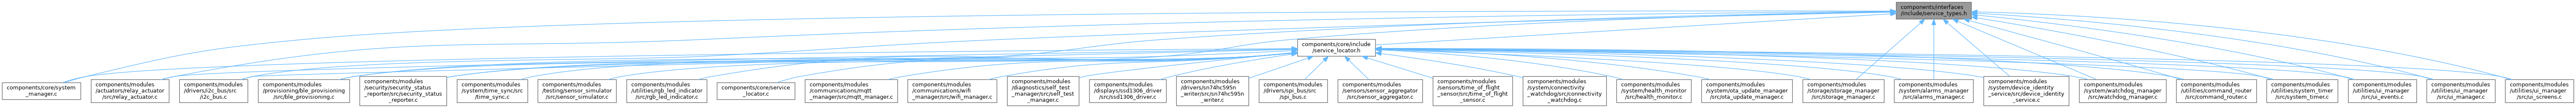 components/interfaces
/include/service_types.h
components/core/include
/service_locator.h
components/core/system
_manager.c
components/modules
/relay_actuator
/src/relay_actuator.c
components/modules
/drivers/i2c_bus/src
/i2c_bus.c
components/modules
/actuators/ble_provisioning
/src/ble_provisioning.c
components/modules
/security/security_status
_reporter/src/security_status
_reporter.c
components/modules
/system/time_sync/src
/time_sync.c
components/modules
/testing/sensor_simulator
/src/sensor_simulator.c
components/modules
/utilities/rgb_led_indicator
/src/rgb_led_indicator.c
components/core/service
_locator.c
components/modules
/communications/mqtt
_manager/src/mqtt_manager.c
components/modules
/communications/wifi
_manager/src/wifi_manager.c
components/modules
/diagnostics/self_test
_manager/src/self_test
_manager.c
components/modules
/displays/ssd1306_driver
/src/ssd1306_driver.c
components/modules
/drivers/sn74hc595n
_writer/src/sn74hc595n
_writer.c
components/modules
/drivers/spi_bus/src
/spi_bus.c
components/modules
/sensors/sensor_aggregator
/src/sensor_aggregator.c
components/modules
/sensors/time_of_flight
_sensor/src/time_of_flight
_sensor.c
components/modules
/system/connectivity
_watchdog/src/connectivity
_watchdog.c
components/modules
/system/health_monitor
/src/health_monitor.c
components/modules
/system/ota_update_manager
/src/ota_update_manager.c
components/modules
/storage/storage_manager
/src/storage_manager.c
components/modules
/system/alarms_manager
/src/alarms_manager.c
components/modules
/system/device_identity
_service/src/device_identity
_service.c
components/modules
/system/watchdog_manager
/src/watchdog_manager.c
components/modules
/utilities/command_router
/src/command_router.c
components/modules
/utilities/system_timer
/src/system_timer.c
components/modules
/utilities/ui_manager
/src/ui_events.c
components/modules
/utilities/ui_manager
/src/ui_manager.c
components/modules
/utilities/ui_manager
/src/ui_screens.c